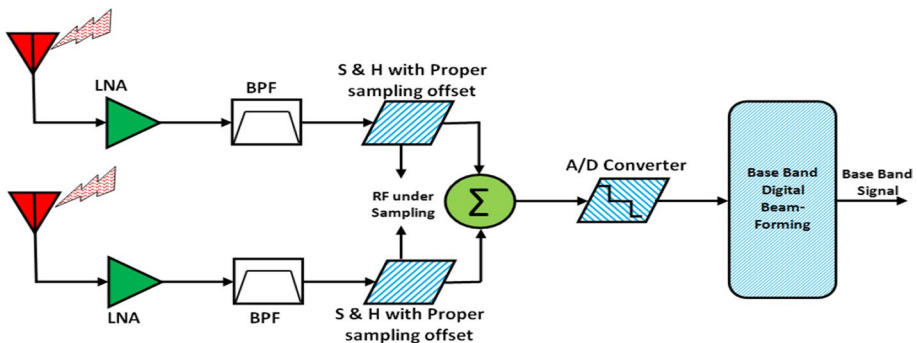 S & H with Proper
sampling offset
LNA
BPF
A/D Converter
RF under
Sampling
Σ
Base Band
Digital
Beam-
Forming
Base Band
Signal
LNA
BPF
S & H with Proper
sampling offset